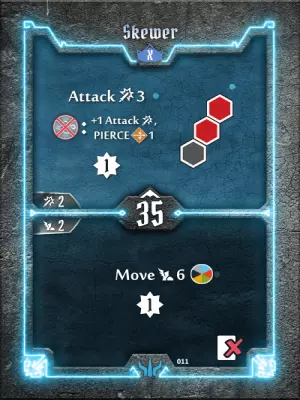 Skewer
X
Attack 3
+1 Attack ,
PIERCE 1
1
2
35
2
Move 6
1
011